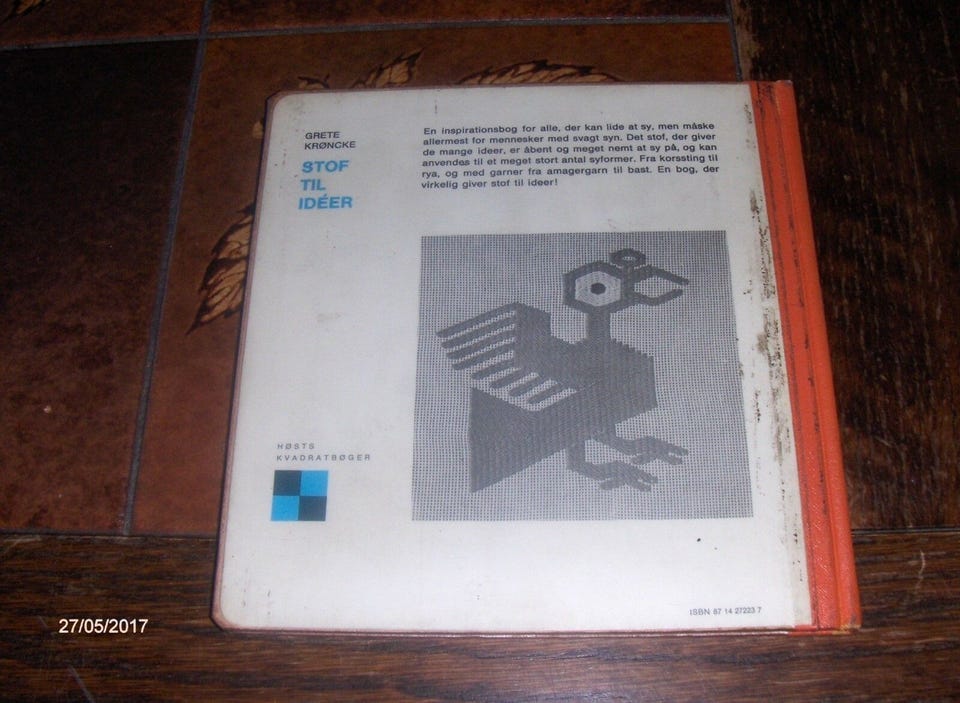 GRETE
KRØNCKE
STOF
TIL
IDÉER
En inspirationsbog for alle, der kan lide at sy, men måske
allermest for mennesker med svagt syn. Det stof, der giver
de mange ideer, er åbent og meget nemt at sy på, og kan
anvendes til et meget stort antal syformer. Fra korssting til
rya, og med garner fra amagergarn til bast. En bog, der
virkelig giver stof til ideer!
HØSTS
KVADRATBØGER
ISBN 87 14 27223 7
27/05/2017